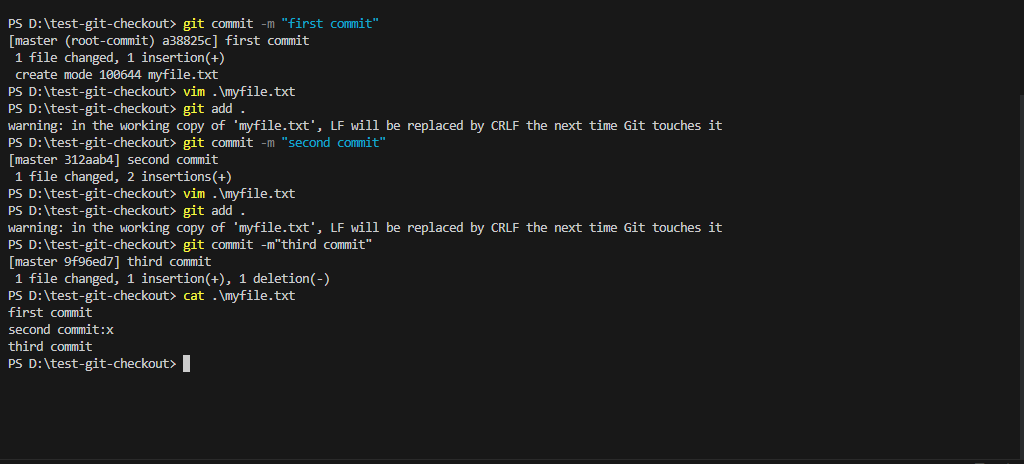 PS D:\test-git-checkout> git commit -m "first commit"
[master (root-commit) a38825c] first commit
 1 file changed, 1 insertion(+)
 create mode 100644 myfile.txt
PS D:\test-git-checkout> vim .\myfile.txt
PS D:\test-git-checkout> git add .
warning: in the working copy of 'myfile.txt', LF will be replaced by CRLF the next time Git touches it
PS D:\test-git-checkout> git commit -m "second commit"
[master 312aab4] second commit
 1 file changed, 2 insertions(+)
PS D:\test-git-checkout> vim .\myfile.txt
PS D:\test-git-checkout> git add .
warning: in the working copy of 'myfile.txt', LF will be replaced by CRLF the next time Git touches it
PS D:\test-git-checkout> git commit -m"third commit"
[master 9f96ed7] third commit
 1 file changed, 1 insertion(+), 1 deletion(-)
PS D:\test-git-checkout> cat .\myfile.txt
first commit
second commit:x
third commit
PS D:\test-git-checkout>